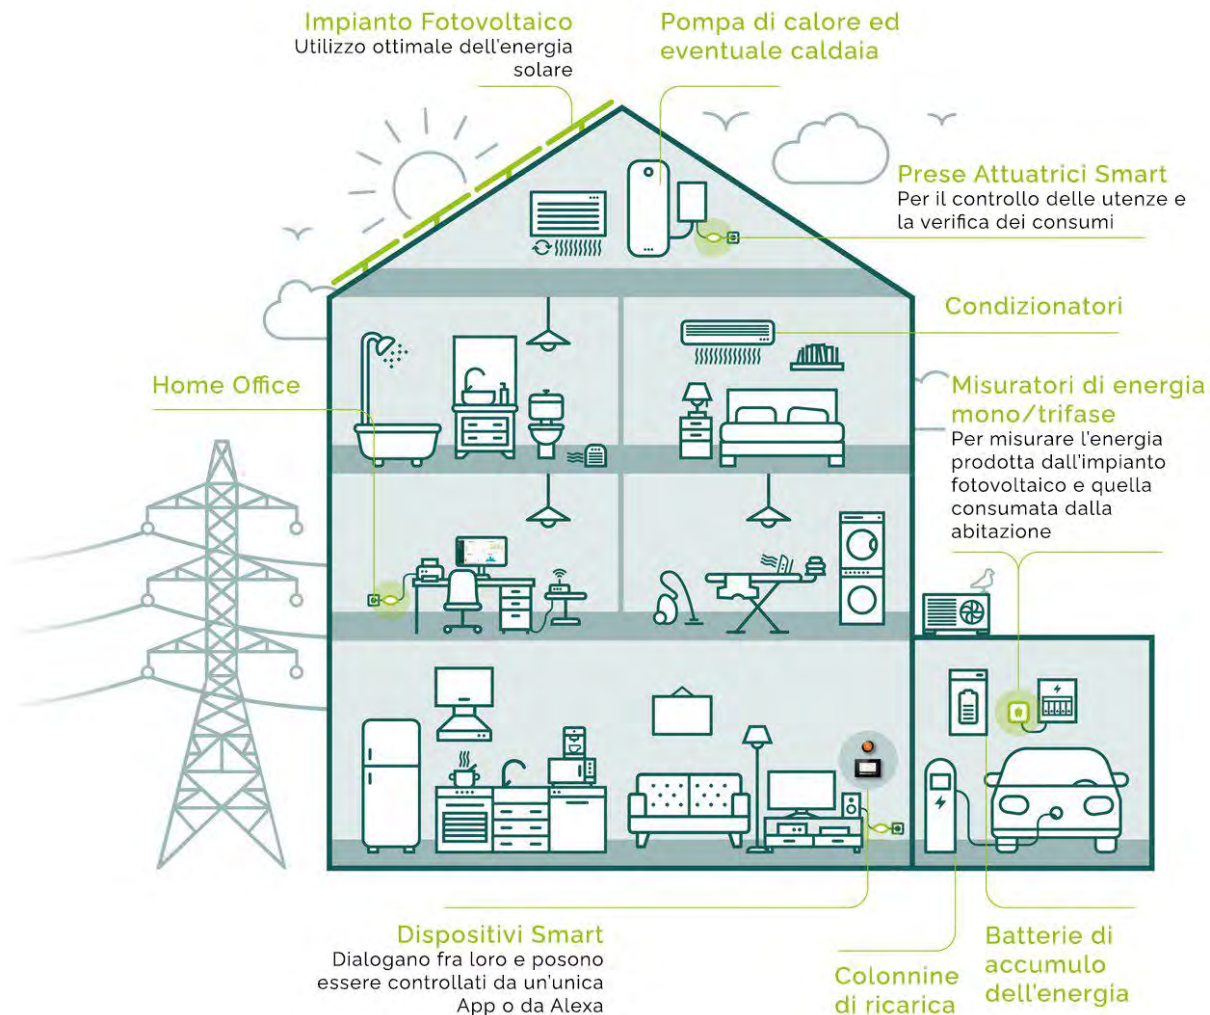 Impianto Fotovoltaico
Utilizzo ottimale dell'energia
solare
Pompa di calore ed
eventuale caldaia
Prese Attuatrici Smart
Per il controllo delle utenze e
la verifica dei consumi
Condizionatori
Home Office
Misuratori di energia
mono/trifase
Per misurare l'energia
prodotta dall'impianto
fotovoltaico e quella
consumata dalla
abitazione
Dispositivi Smart
Dialogano fra loro e posono
essere controllati da un'unica
App o da Alexa
Colonnine
di ricarica
Batterie di
accumulo
dell'energia